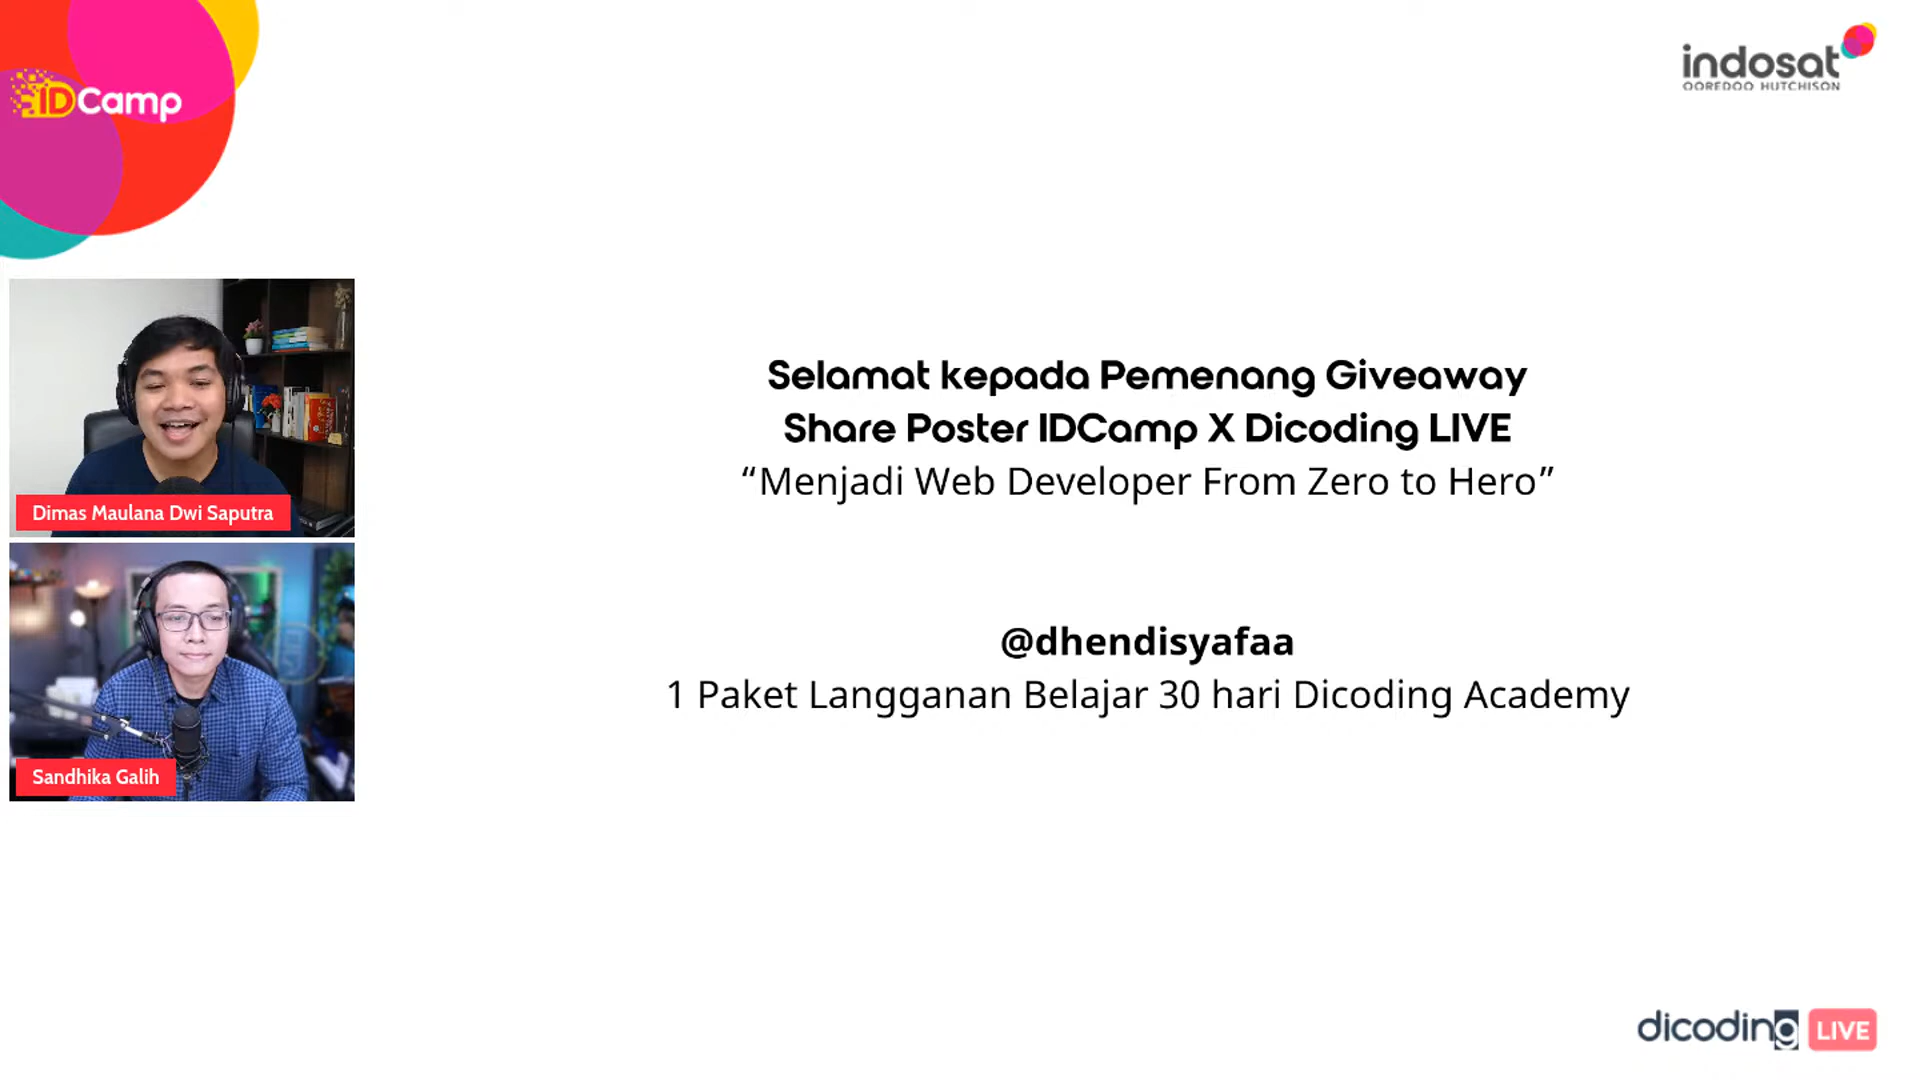 IDCamp
indosat
OOREDOO HUTCHISON
Dimas Maulana Dwi Saputra
Sandhika Galih
Selamat kepada Pemenang Giveaway
Share Poster IDCamp X Dicoding LIVE
“Menjadi Web Developer From Zero to Hero”
@dhendisyafaa
1 Paket Langganan Belajar 30 hari Dicoding Academy
dicoding LIVE